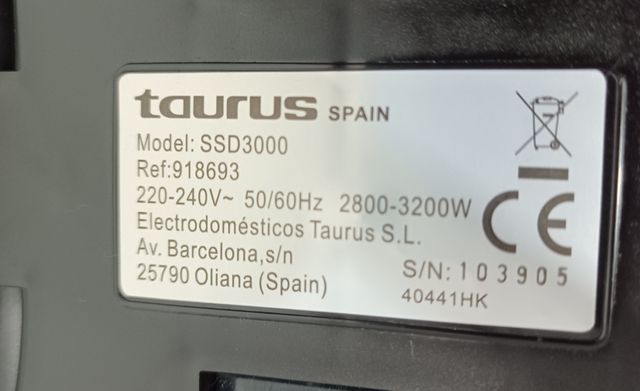 taurus SPAIN
Model: SSD3000
Ref:918693
220-240V~ 50/60Hz 2800-3200W
Electrodomésticos Taurus S.L.
Av. Barcelona,s/n
25790 Oliana (Spain)
CE
S/N: 103905
40441HK